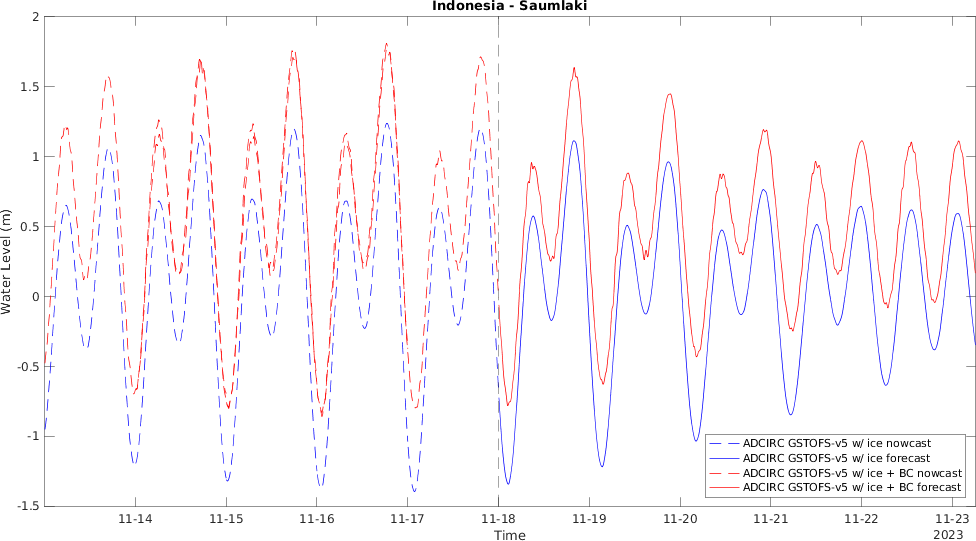 Indonesia - Saumlaki
Water Level (m)
2
1.5
1
0.5
0
-0.5
-1
-1.5
ADCIRC GSTOFS-v5 w/ ice nowcast
ADCIRC GSTOFS-v5 w/ ice forecast
ADCIRC GSTOFS-v5 w/ ice + BC nowcast
ADCIRC GSTOFS-v5 w/ ice + BC forecast
11-14 11-15 11-16 11-17 11-18 11-19 11-20 11-21 11-22 11-23
Time 2023